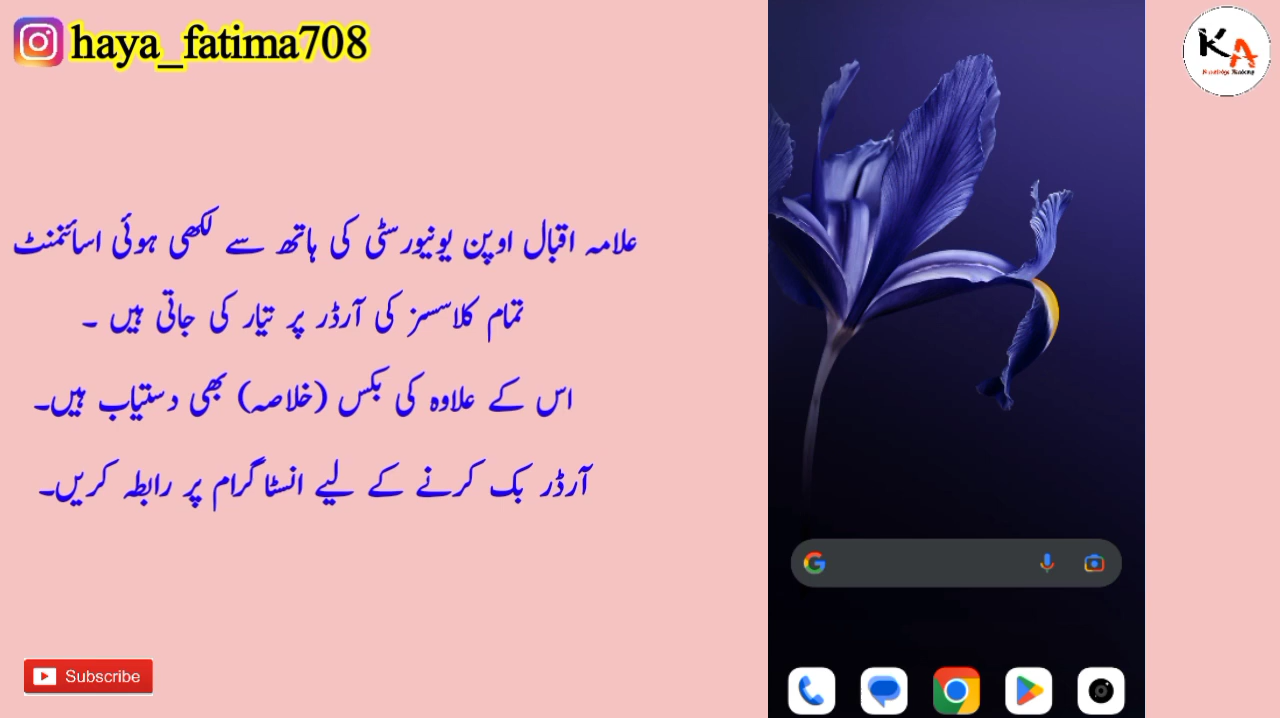 haya_fatima708
KA
Knowledge Academy
علامہ اقبال اوپن یونیورسٹی کی ہاتھ سے لکھی ہوئی اسائنمنٹ
تمام کلاسسز کی آرڈر پر تیار کی جاتی ہیں ۔
اس کے علاوہ کی بکس (خلاصہ) بھی دستیاب ہیں۔
آرڈر بک کرنے کے لیے انسٹاگرام پر رابطہ کریں۔
Subscribe